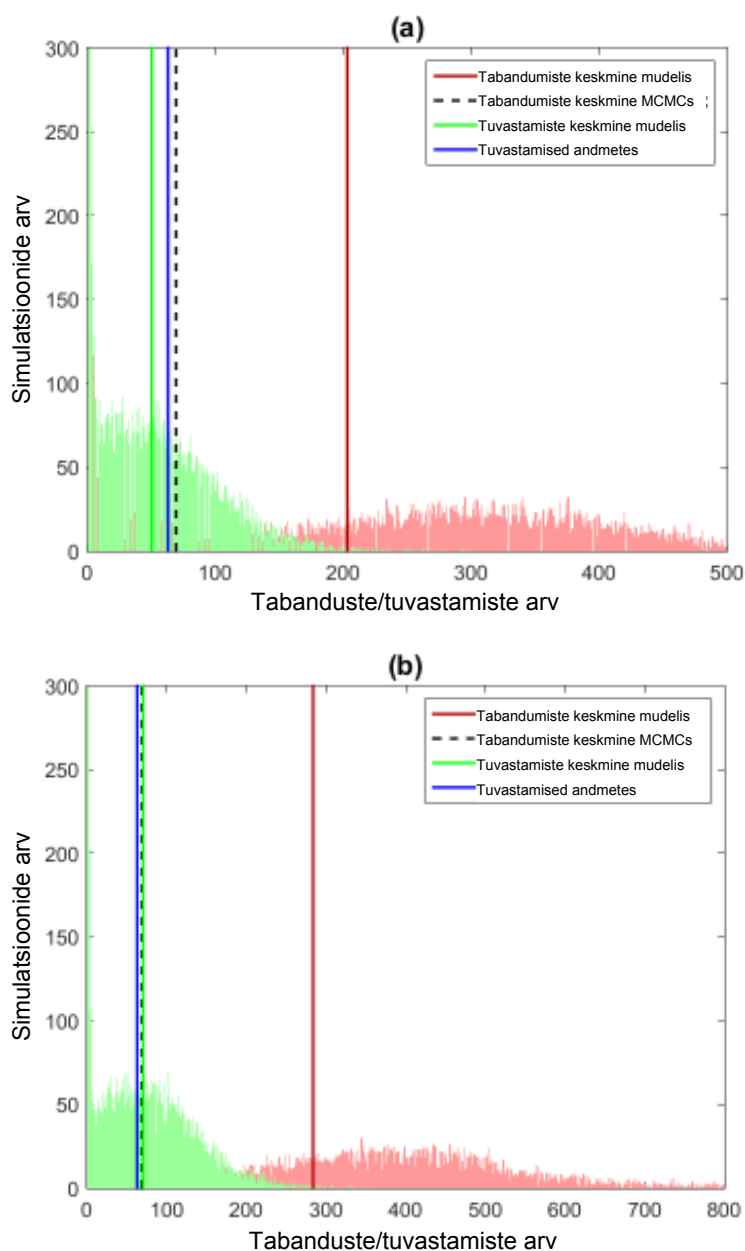 (a)
300
250
200
150
100
50
0
Simulatsioonide arv
Tabandumiste keskmine mudelis
Tabandumiste keskmine MCMCs ;
Tuvastamiste keskmine mudelis
Tuvastamised andmetes
0 100 200 300 400 500
Tabanduste/tuvastamiste arv
(b)
300
250
200
150
100
50
0
Simulatsioonide arv
Tabandumiste keskmine mudelis
Tabandumiste keskmine MCMCs
Tuvastamiste keskmine mudelis
Tuvastamised andmetes
0 100 200 300 400 500 600 700 800
Tabanduste/tuvastamiste arv